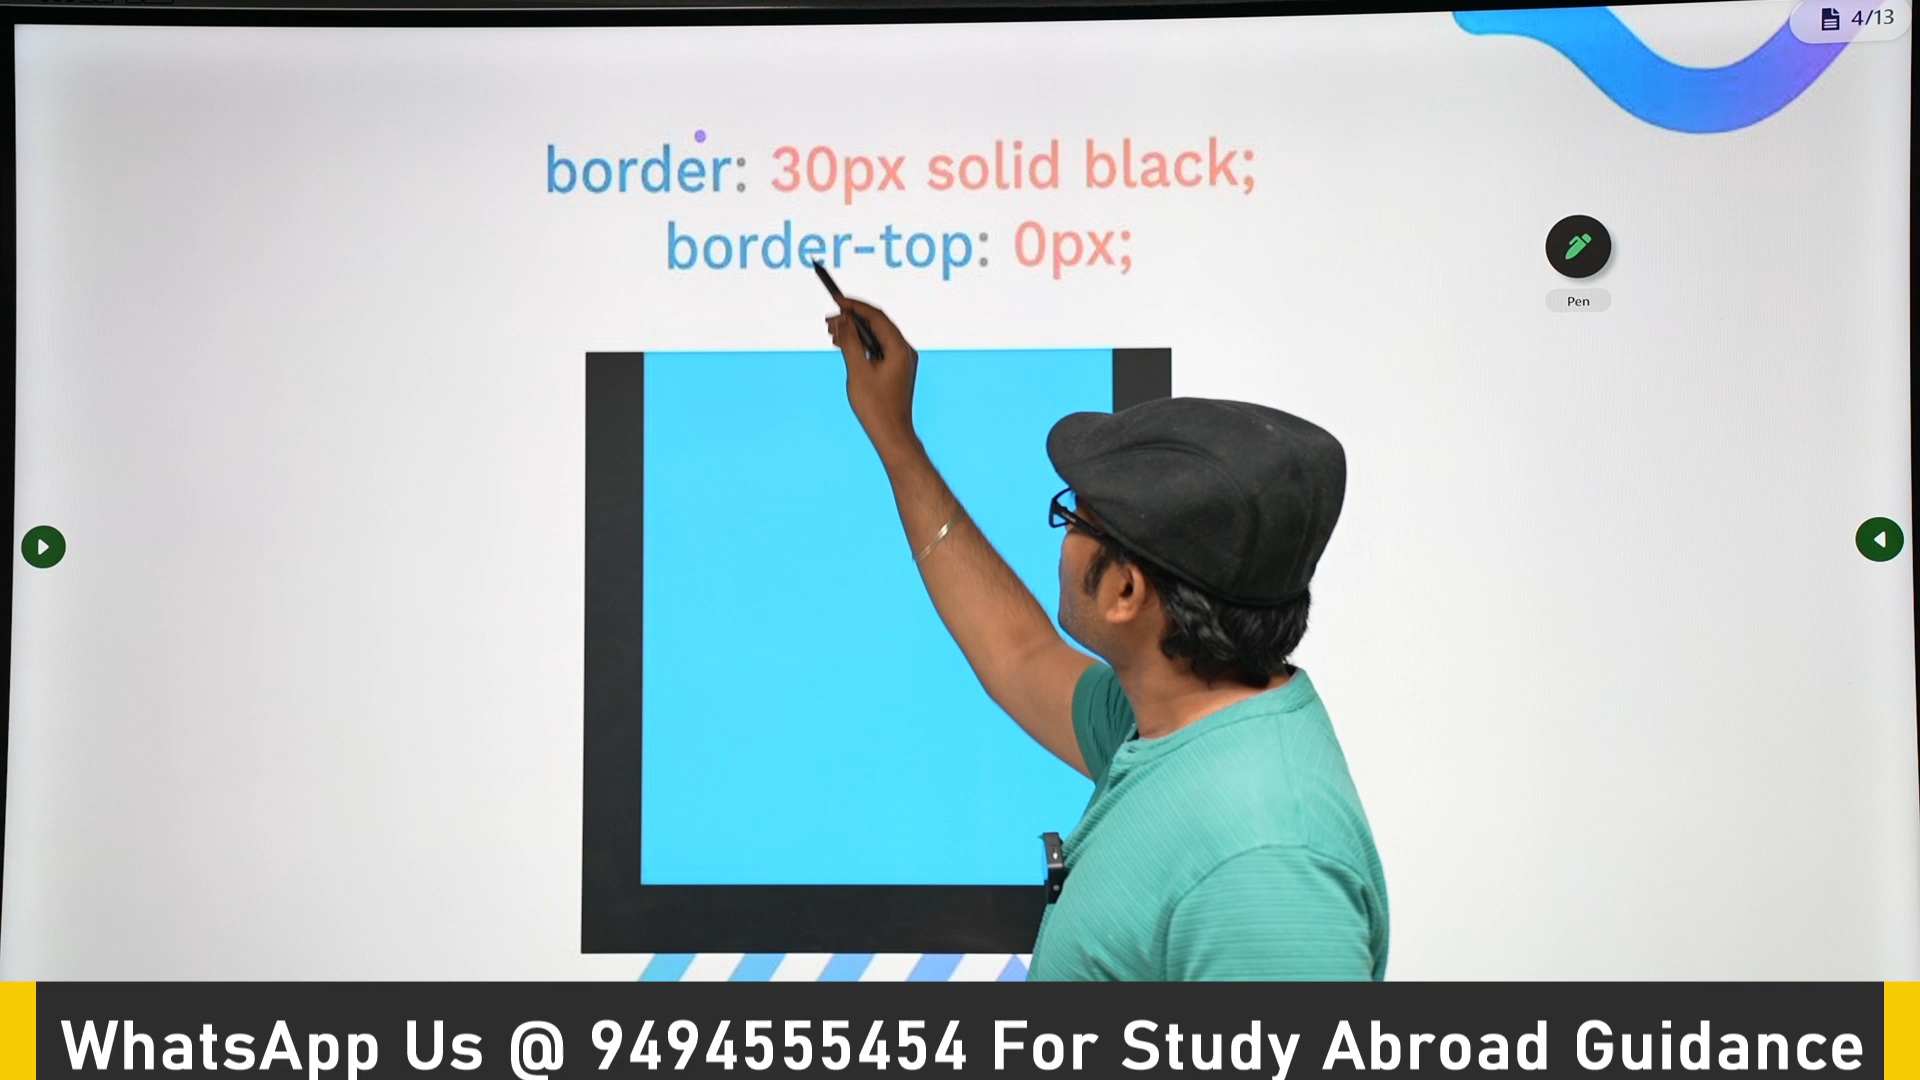 4/13
border: 30px solid black;
border-top: 0px;
Pen
WhatsApp Us @ 9494555454 For Study Abroad Guidance